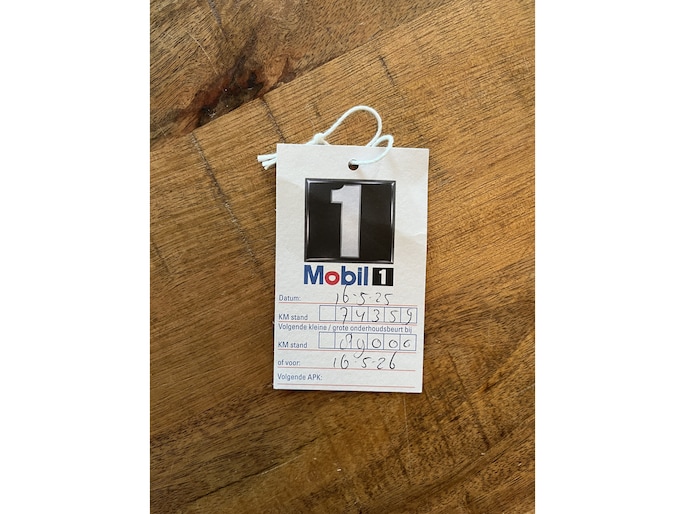 1
Mobil 1
Datum: 16-5-25
KM stand 74359
Volgende kleine / grote onderhoudsbeurt bij
KM stand
of voor: 16-5-26
Volgende APK: